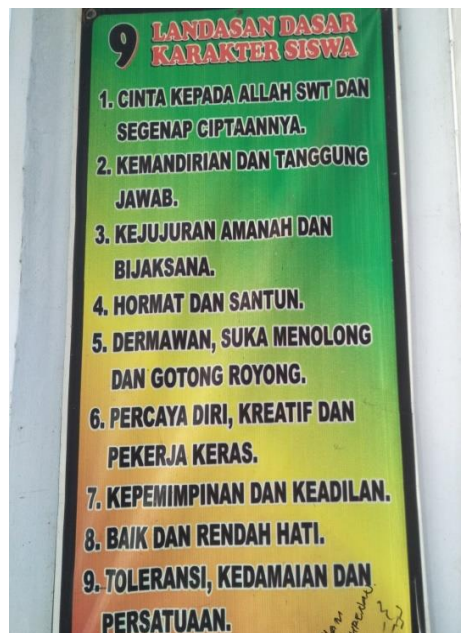 9 LANDASAN DASAR
KARAKTER SISWA
1. CINTA KEPADA ALLAH SWT DAN
SEGENAP CIPTAANNYA.
2. KEMANDIRIAN DAN TANGGUNG
JAWAB.
3. KEJUJURAN AMANAH DAN
BIJAKSANA.
4. HORMAT DAN SANTUN.
5. DERMAWAN, SUKA MENOLONG
DAN GOTONG ROYONG.
6. PERCAYA DIRI, KREATIF DAN
PEKERJA KERAS.
7. KEPEMIMPINAN DAN KEADILAN.
8. BAIK DAN RENDAH HATI.
9. TOLERANSI, KEDAMAIAN DAN
PERSATUAAN.